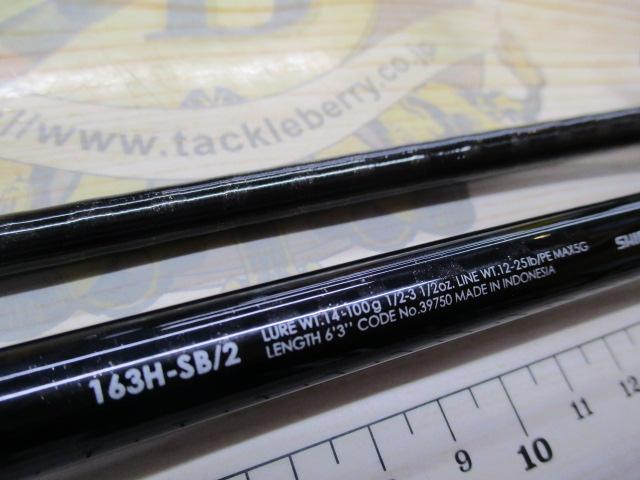 //www.tackleberry.co.jp
163H-SB/2
LURE WT.14-100g 1/2-3 1/2oz. LINE WT.12-25lb/PE MAX5G
LENGTH 6'3'' CODE No.39750 MADE IN INDONESIA
9 10 11 12